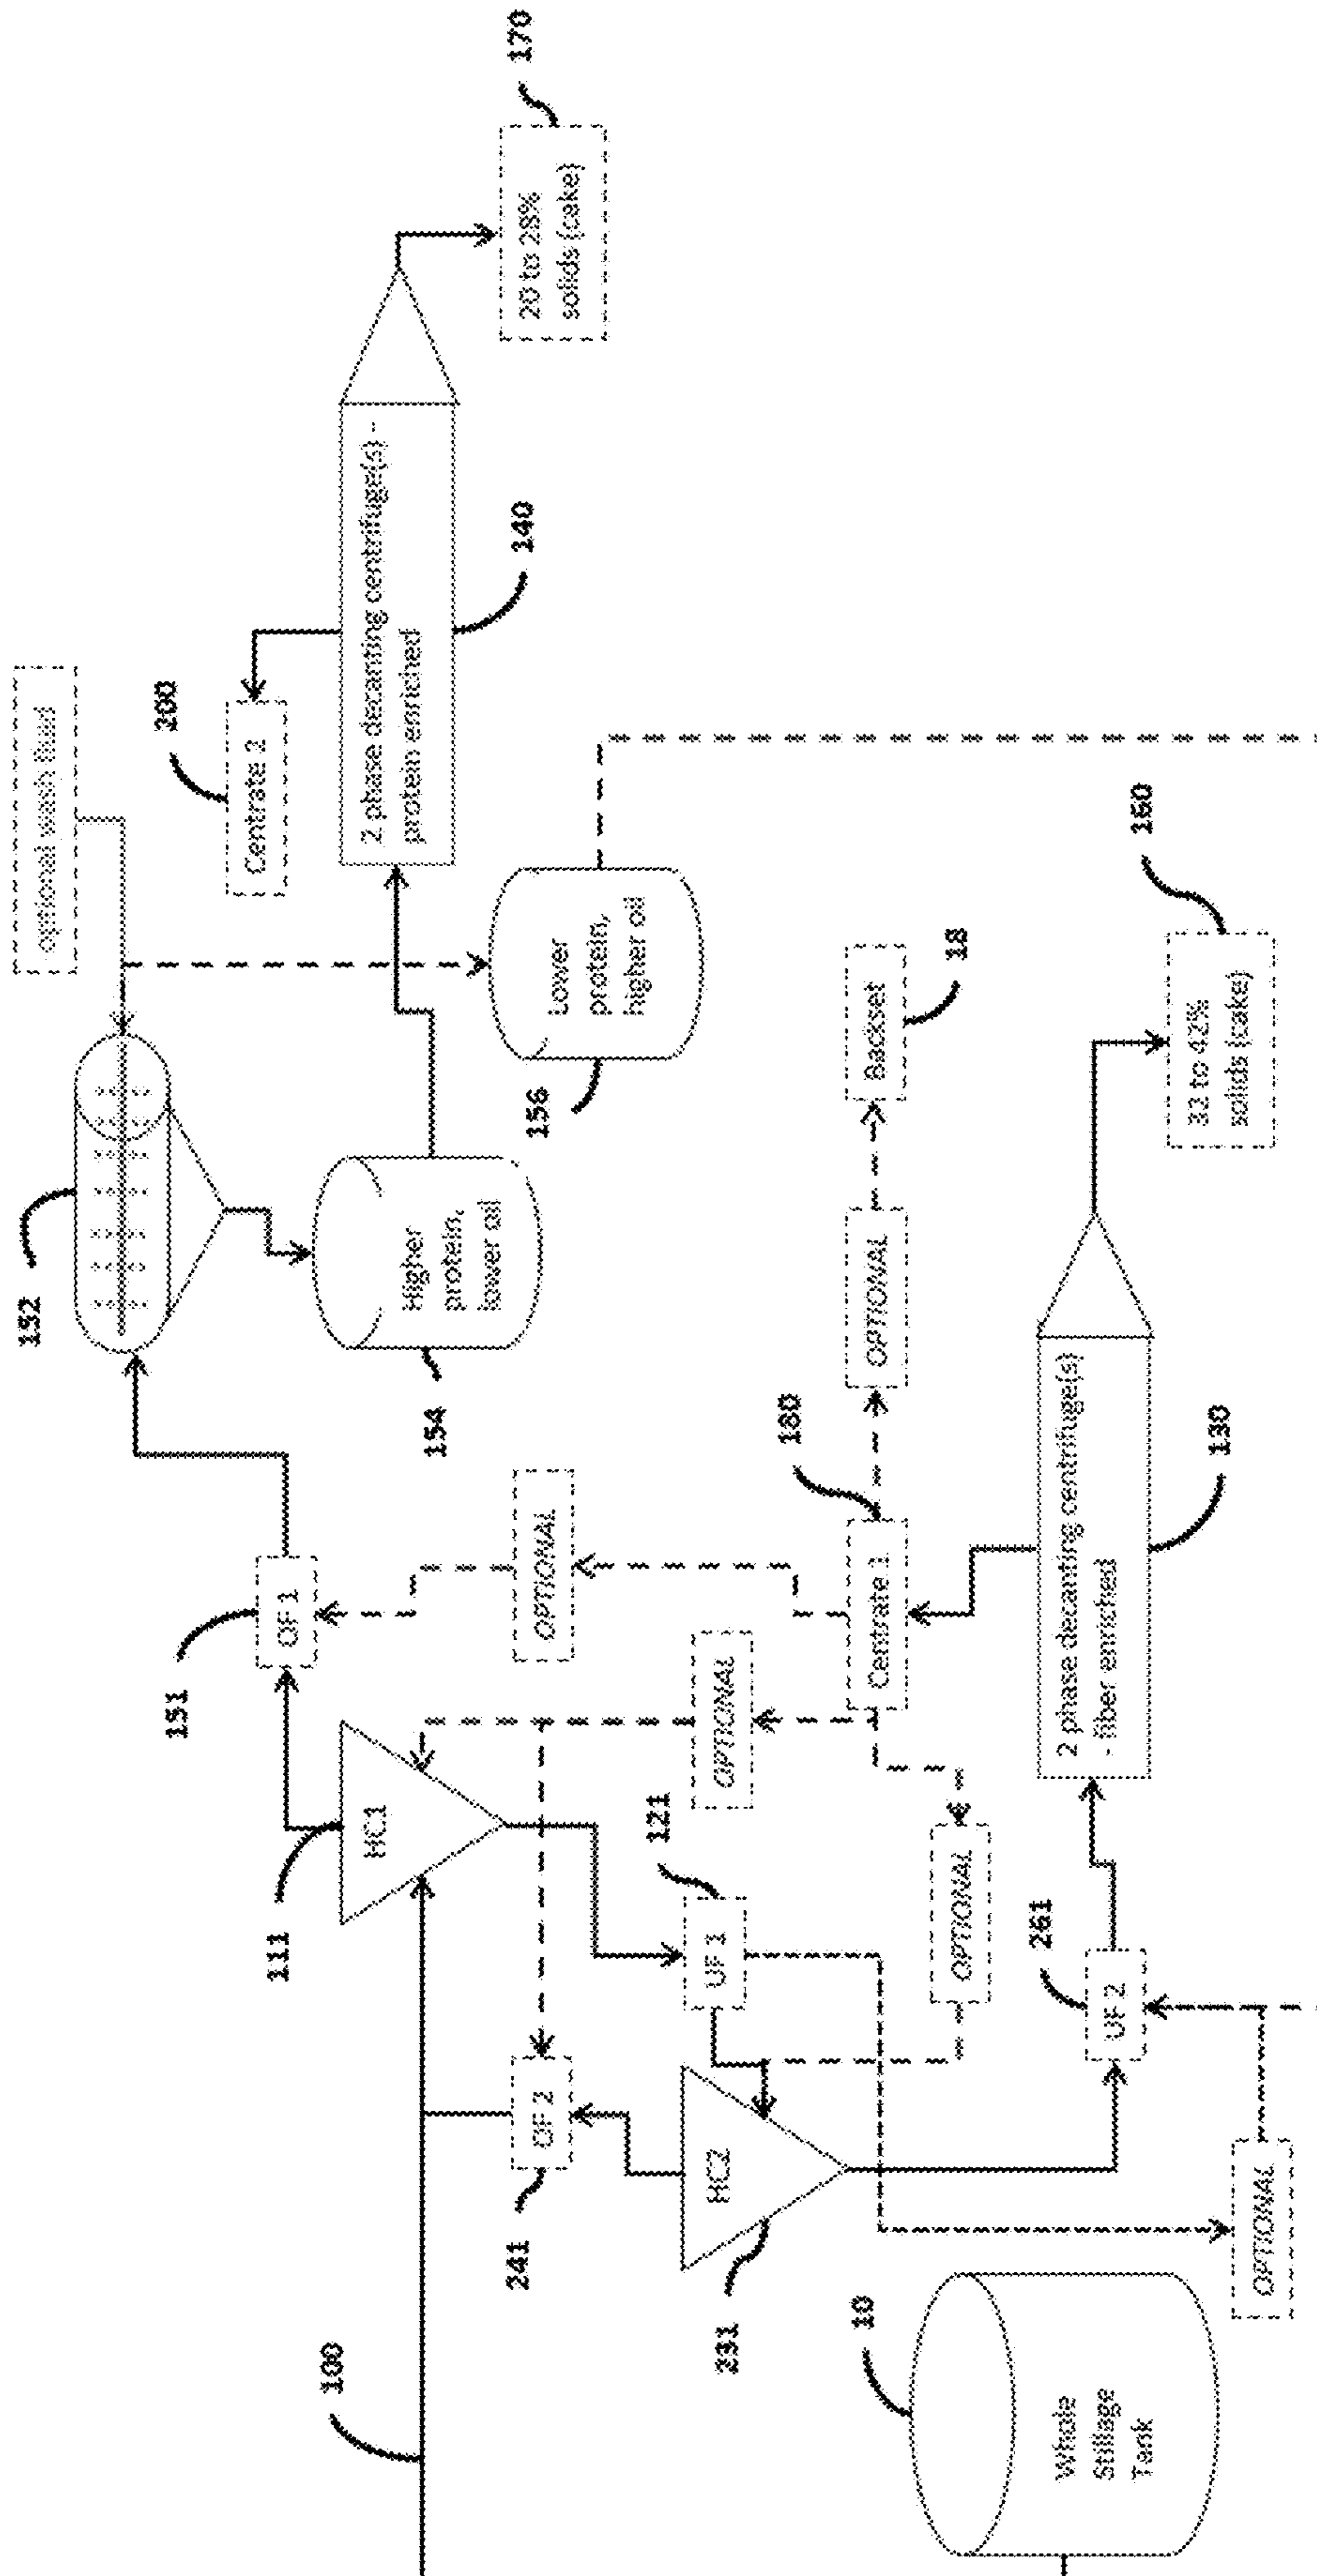 optional wash fluid
152
200
Centrate 2
170
20 to 28%
solids (cake)
2 phase decanting centrifuge(s) -
protein enriched
140
151
OF 1
154
Higher
protein,
lower oil
156
Lower
protein,
higher oil
111
HC1
100
OPTIONAL
241
OF 2
OPTIONAL
121
UF 1
180
Centrate 1
OPTIONAL
Backset
18
231
HC2
OPTIONAL
10
Whole
Stillage
Tank
261
UF 2
2 phase decanting centrifuge(s)
- fiber enriched
130
160
32 to 42%
solids (cake)
OPTIONAL